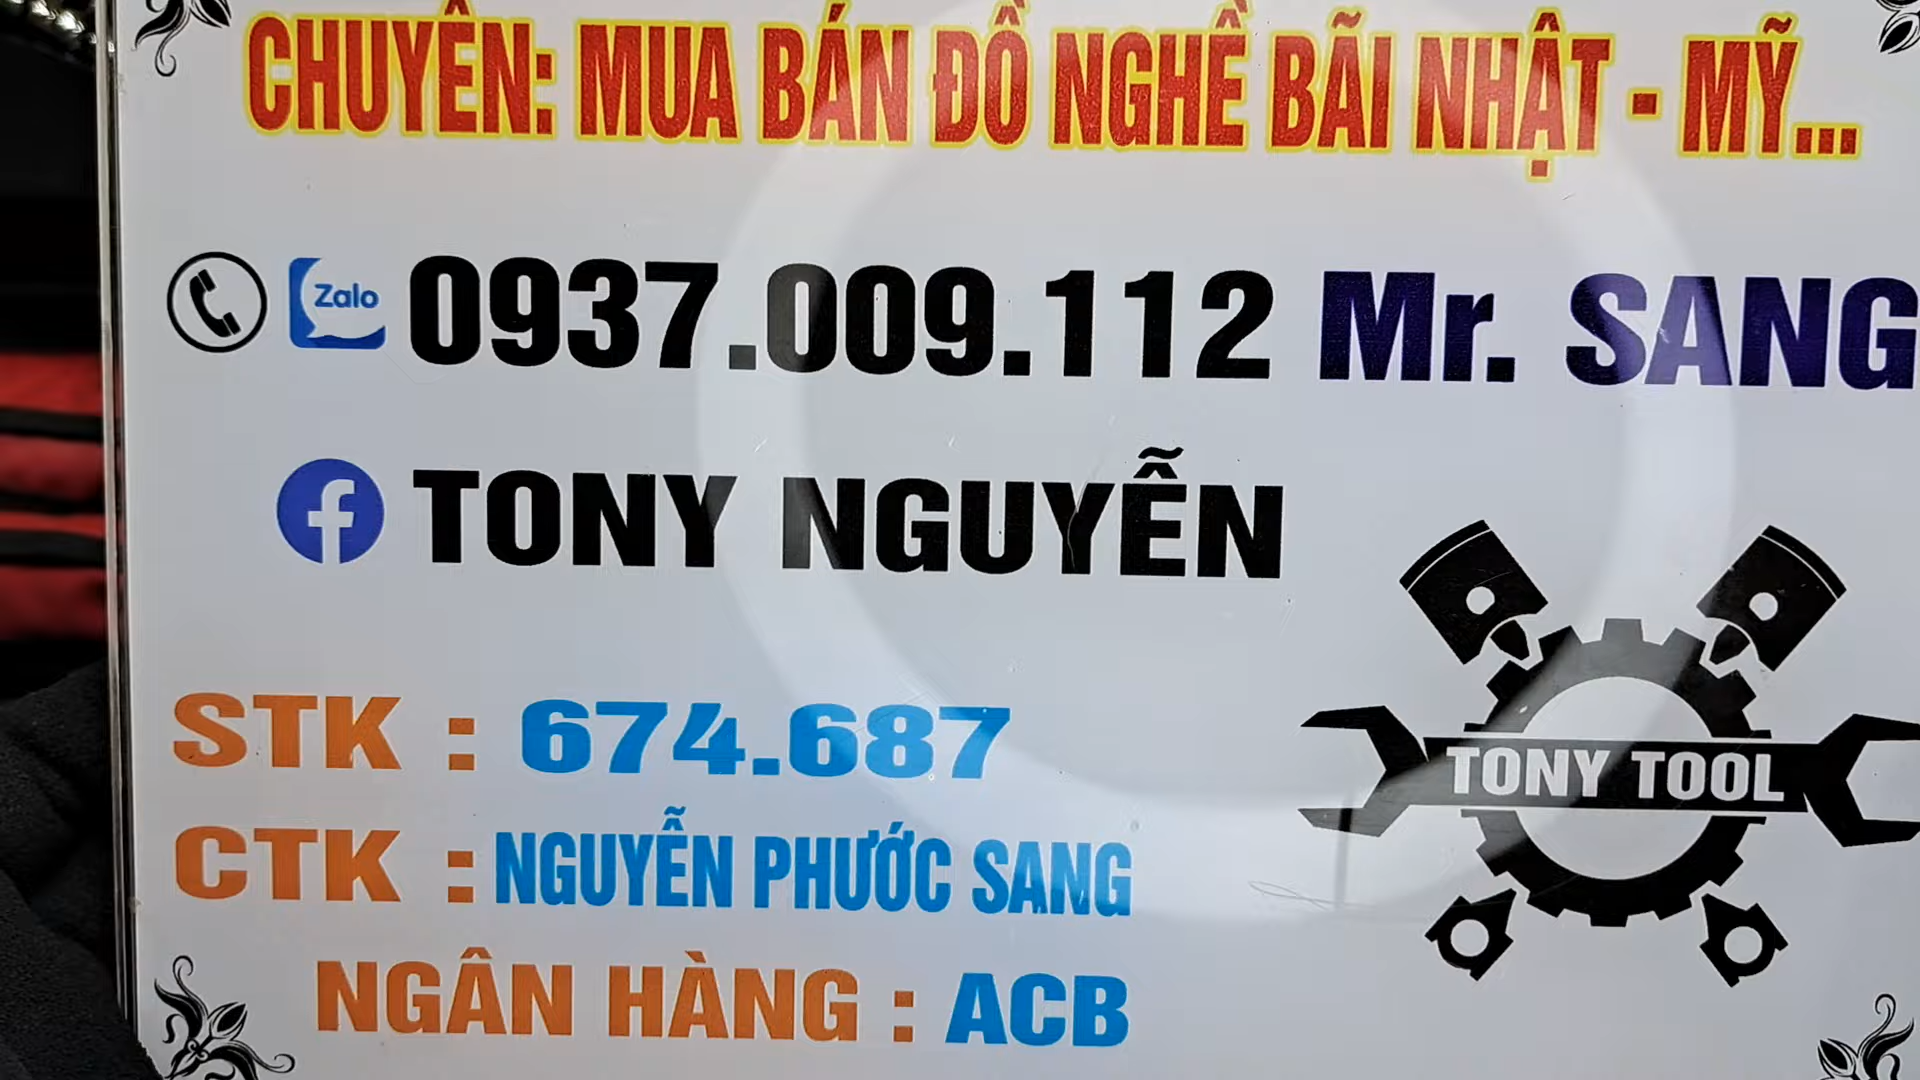 CHUYÊN: MUA BÁN ĐỒ NGHỀ BÃI NHẬT - MỸ...
Zalo 0937.009.112 Mr. SANG
f TONY NGUYỄN
STK : 674.687
CTK : NGUYỄN PHƯỚC SANG
NGÂN HÀNG : ACB
TONY TOOL